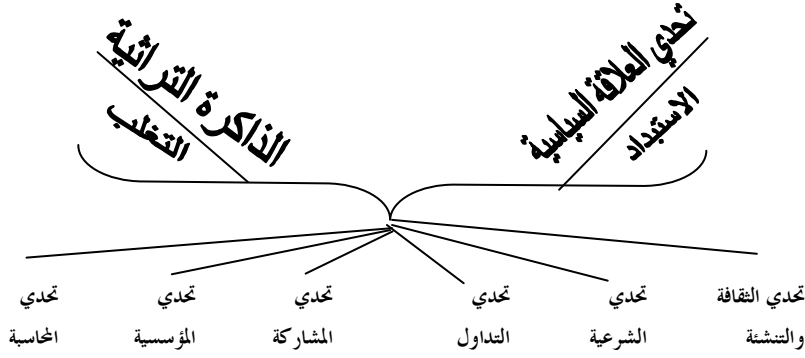 تحدي العلاقة السياسية
الاستبداد
الذاكرة التراثية
التغلب
تحدي الثقافة
والتنشئة
تحدي
الشرعية
تحدي
التداول
تحدي
المشاركة
تحدي
المؤسسية
تحدي
المحاسبة